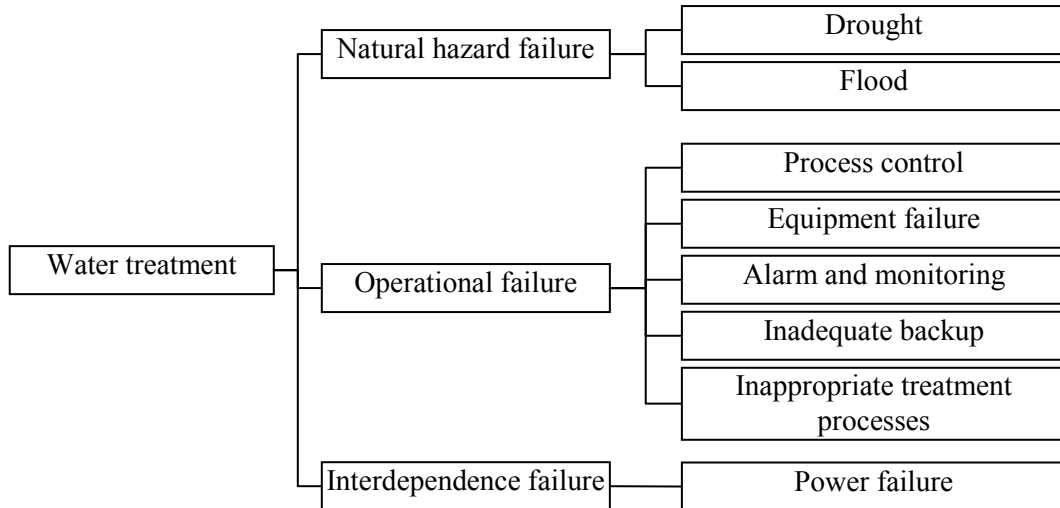 Natural hazard failure
Drought
Flood
Process control
Equipment failure
Water treatment
Operational failure
Alarm and monitoring
Inadequate backup
Inappropriate treatment
processes
Interdependence failure
Power failure